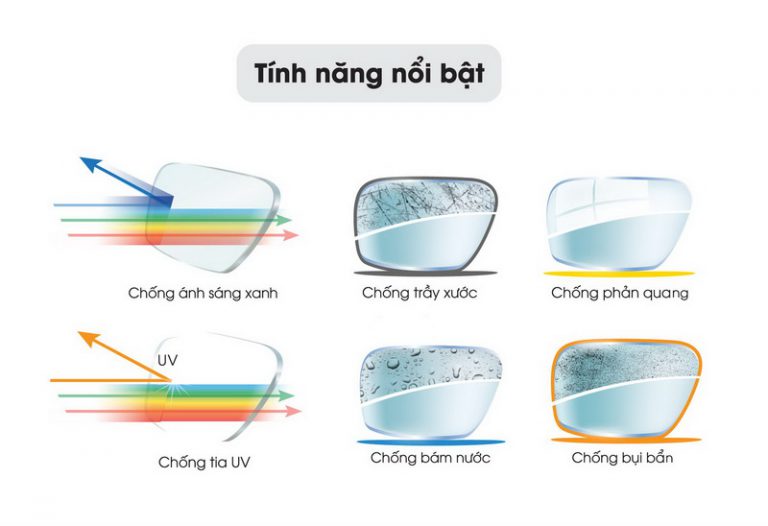 Tính năng nổi bật
Chống ánh sáng xanh
Chống trầy xước
Chống phản quang
UV
Chống tia UV
Chống bám nước
Chống bụi bẩn